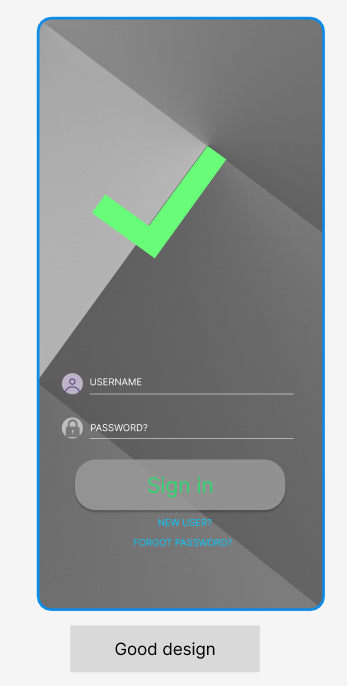 USERNAME
PASSWORD?
Sign in
NEW USER?
FORGOT PASSWORD?
Good design